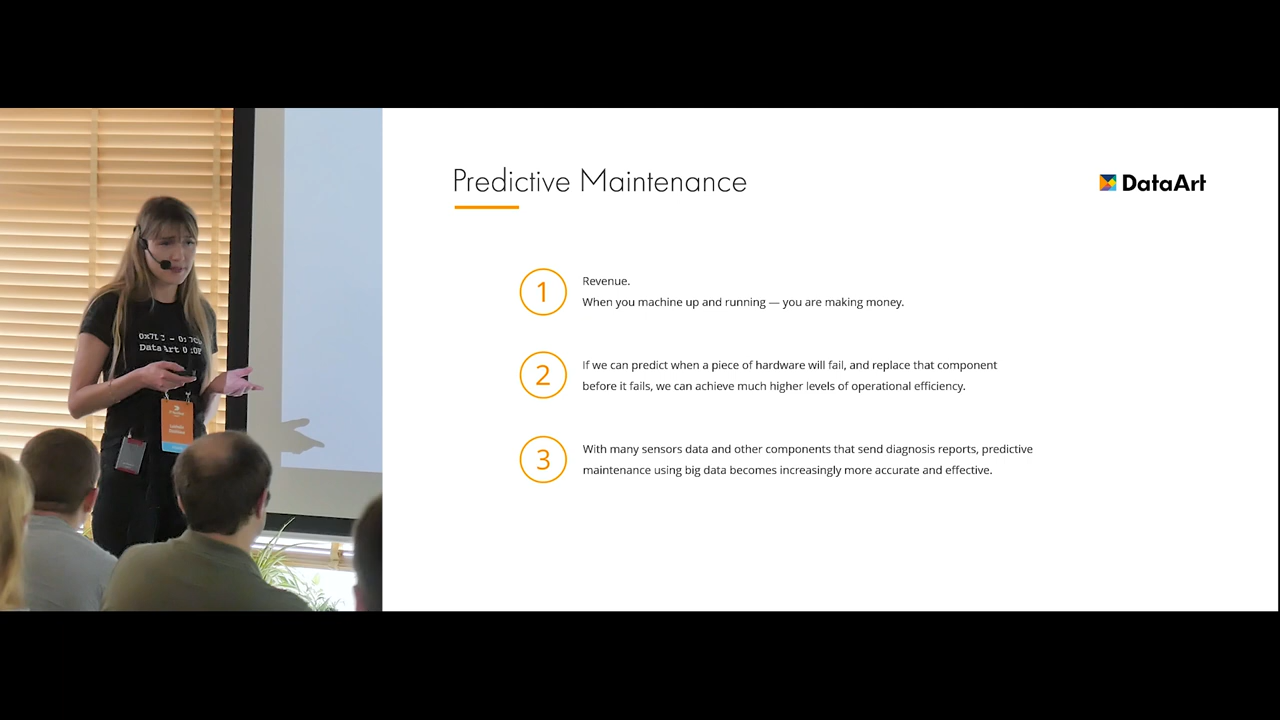 Predictive Maintenance
DataArt
1
Revenue.
When you machine up and running — you are making money.
2
If we can predict when a piece of hardware will fail, and replace that component
before it fails, we can achieve much higher levels of operational efficiency.
3
With many sensors data and other components that send diagnosis reports, predictive
maintenance using big data becomes increasingly more accurate and effective.
DataArt